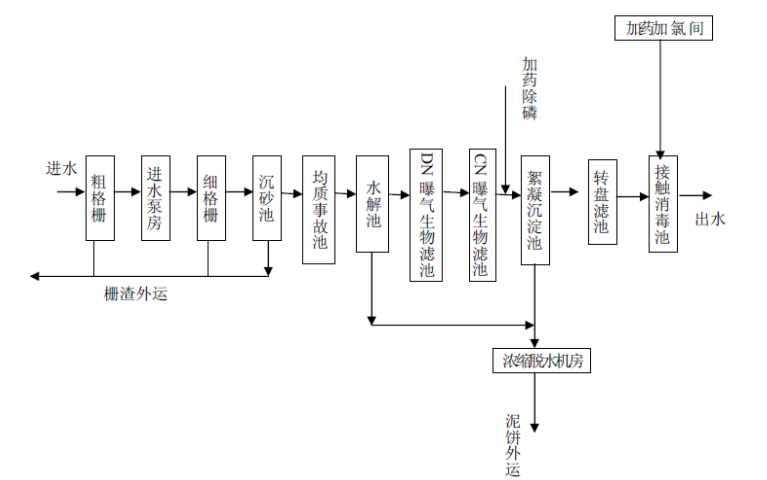 加药加氯间
加药除磷
进水
粗格栅
进水泵房
细格栅
沉砂池
均质事故池
水解池
DN曝气生物滤池
CN曝气生物滤池
絮凝沉淀池
转盘滤池
接触消毒池
出水
栅渣外运
浓缩脱水机房
泥饼外运